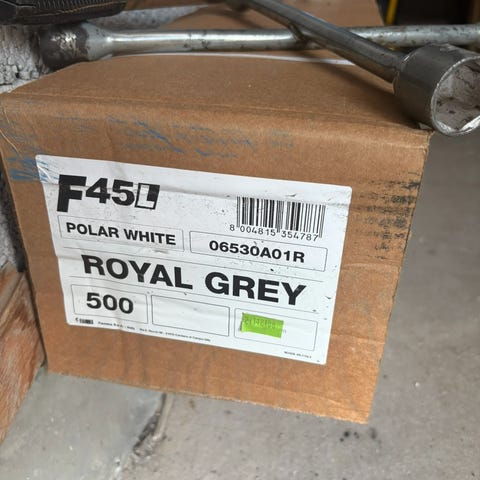 F45L
8 004815 354787
POLAR WHITE
06530A01R
ROYAL GREY
500